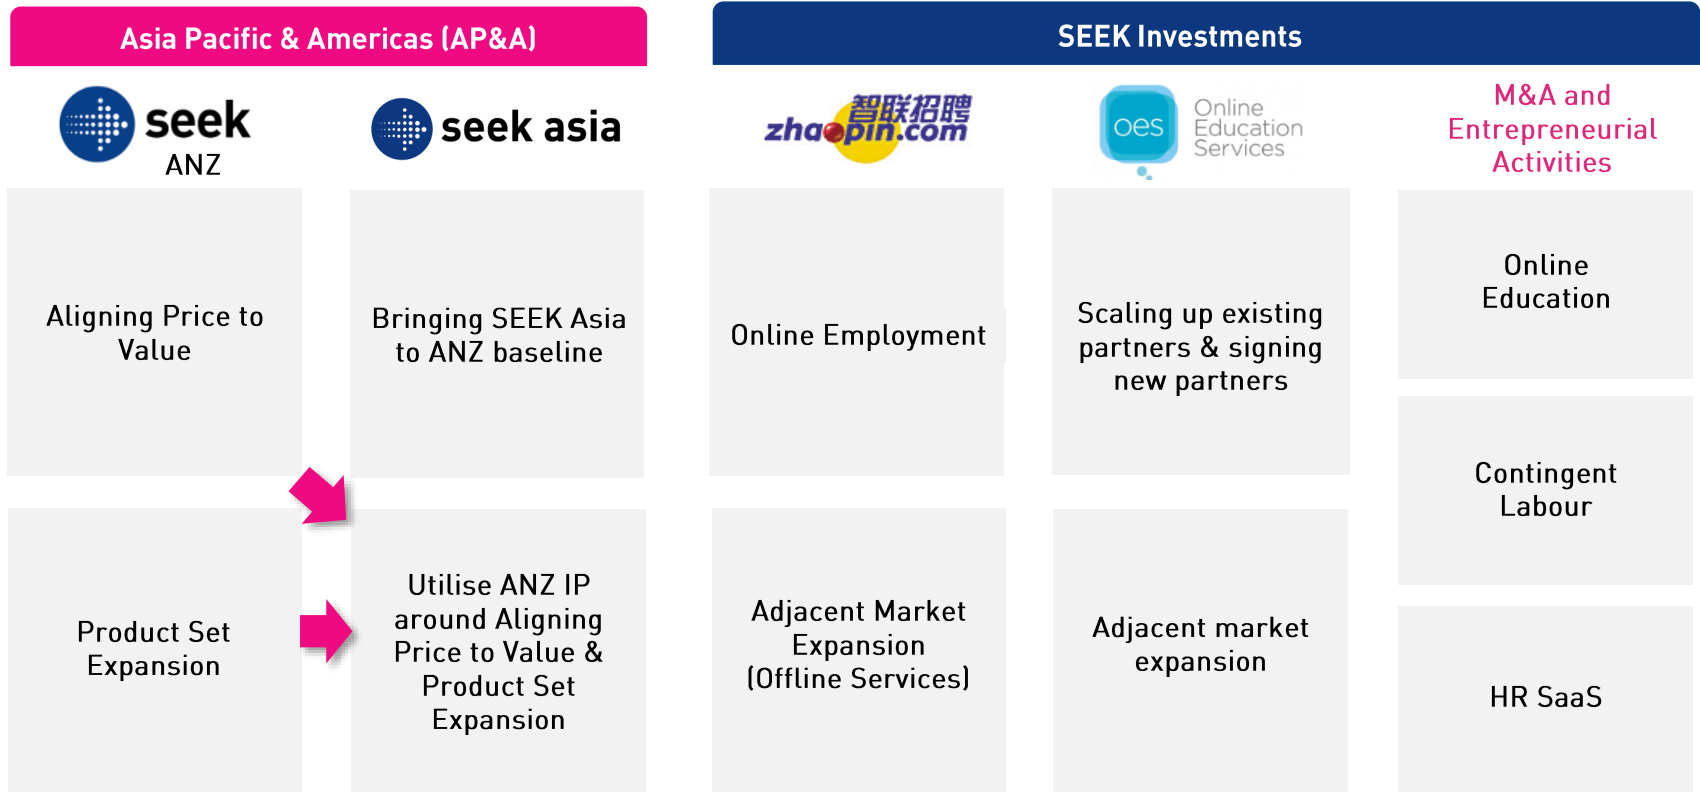 Asia Pacific & Americas (AP&A)
SEEK Investments
seek
ANZ
seek asia
智联招聘
zhaopin.com
oes
Online
Education
Services
M&A and
Entrepreneurial
Activities
Aligning Price to
Value
Bringing SEEK Asia
to ANZ baseline
Online Employment
Scaling up existing
partners & signing
new partners
Online
Education
Contingent
Labour
Product Set
Expansion
Utilise ANZ IP
around Aligning
Price to Value &
Product Set
Expansion
Adjacent Market
Expansion
(Offline Services)
Adjacent market
expansion
HR SaaS